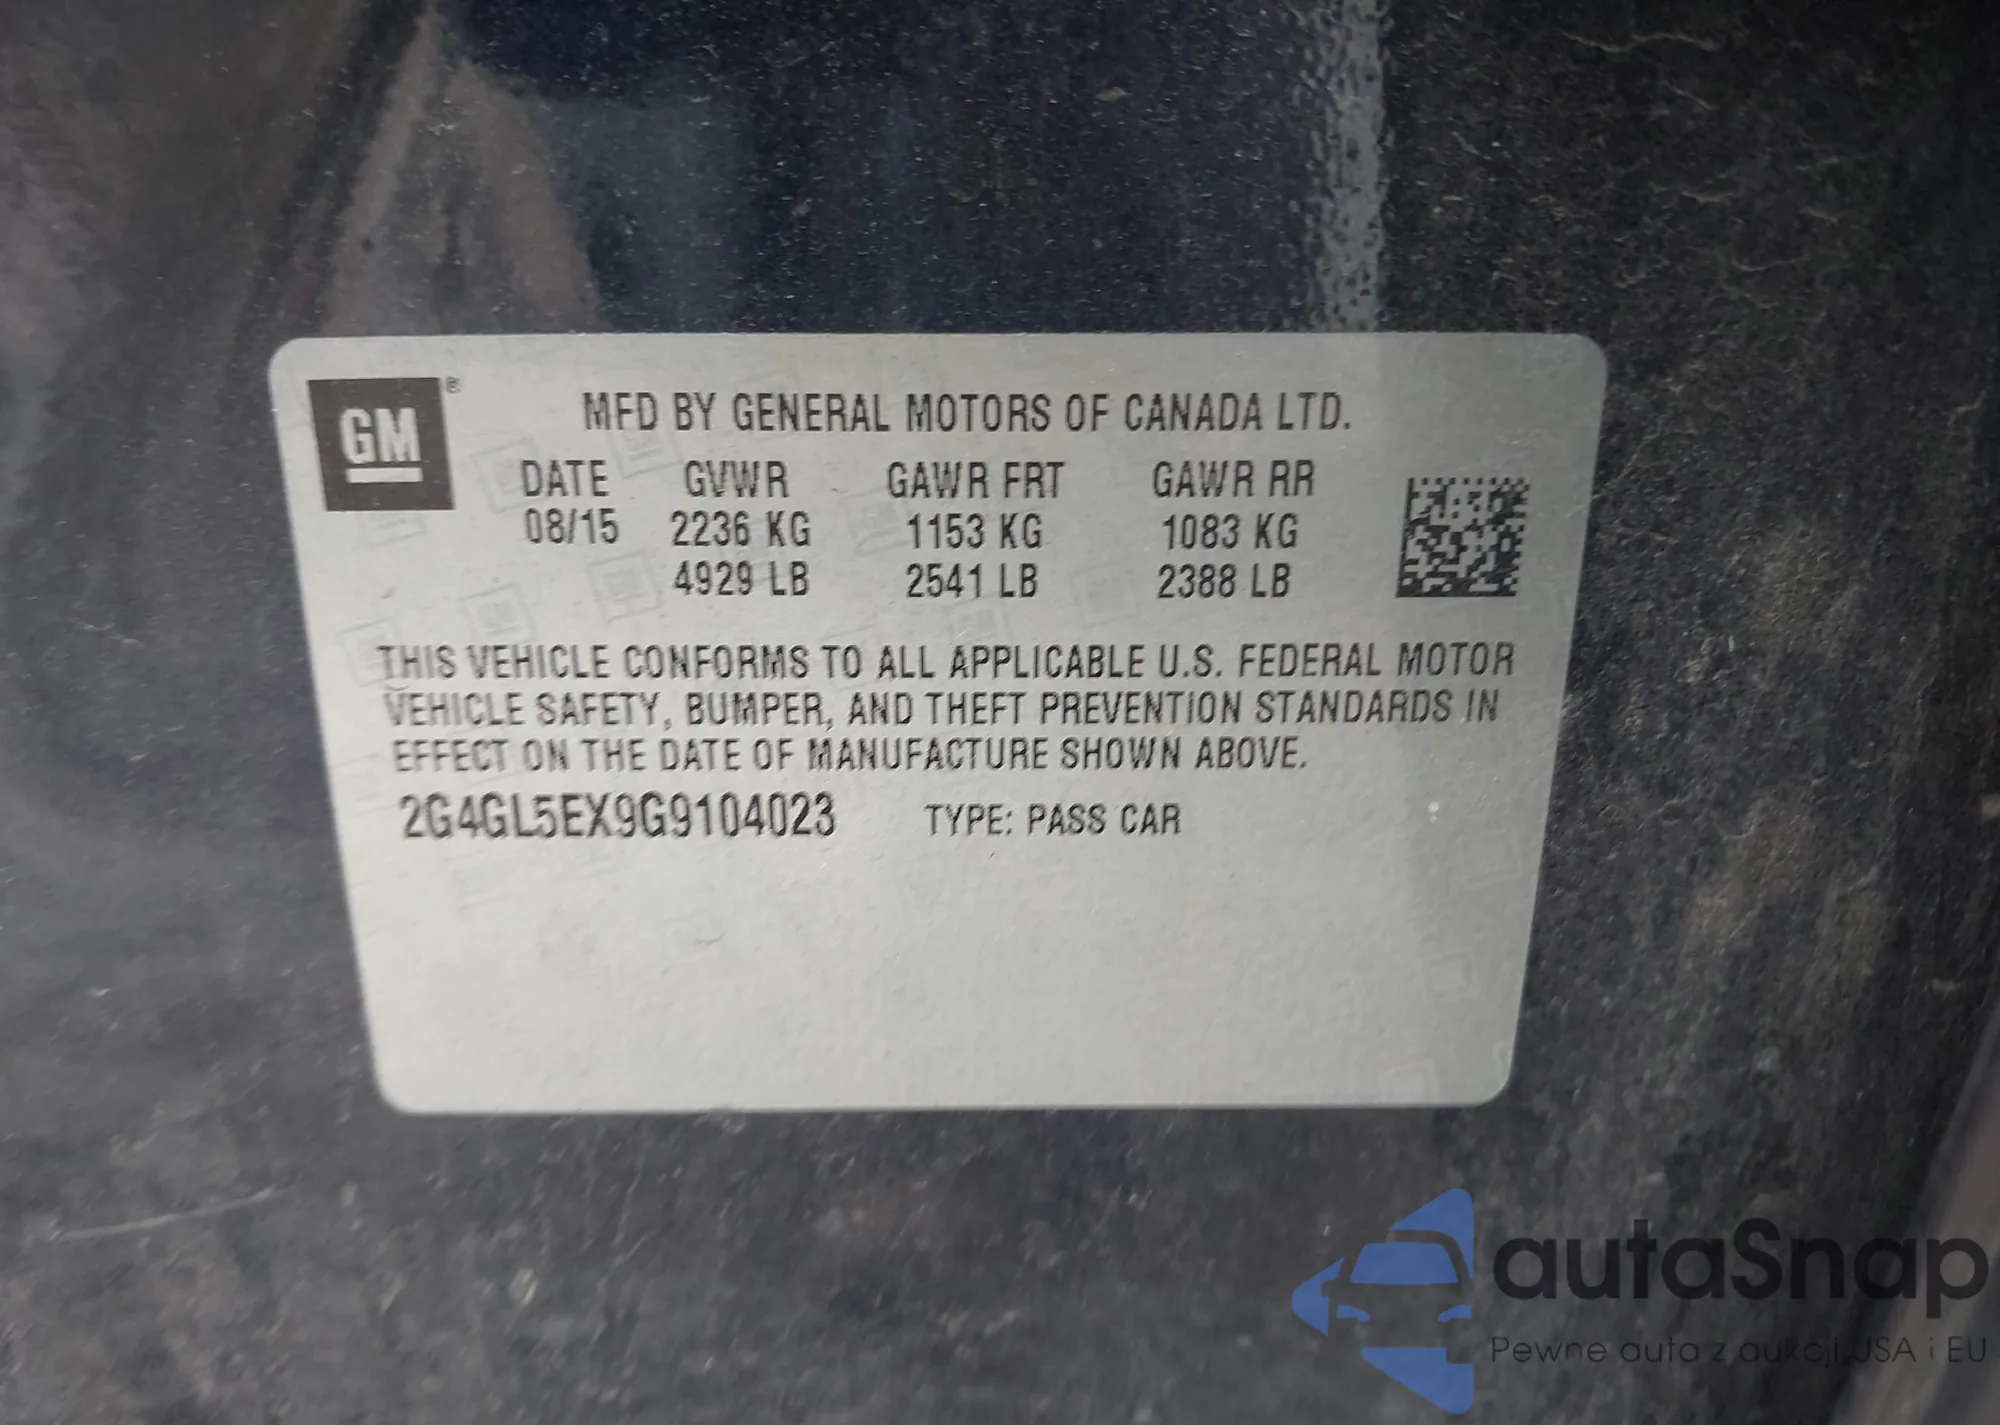 GM ®
MFD BY GENERAL MOTORS OF CANADA LTD.
DATE GVWR GAWR FRT GAWR RR
08/15 2236 KG 1153 KG 1083 KG
4929 LB 2541 LB 2388 LB
THIS VEHICLE CONFORMS TO ALL APPLICABLE U.S. FEDERAL MOTOR
VEHICLE SAFETY, BUMPER, AND THEFT PREVENTION STANDARDS IN
EFFECT ON THE DATE OF MANUFACTURE SHOWN ABOVE.
2G4GL5EX9G9104023 TYPE: PASS CAR
autaSnap
Pewne auta z aukcji USA i EU